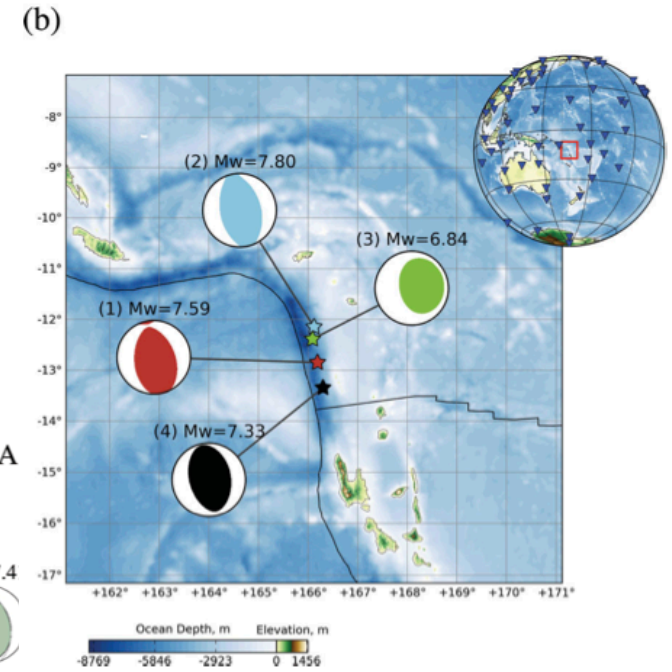 (b)
-8°
-9°
-10°
-11°
-12°
-13°
-14°
-15°
-16°
-17°
(2) Mw=7.80
(3) Mw=6.84
(1) Mw=7.59
(4) Mw=7.33
A
7.4
+162° +163° +164° +165° +166° +167° +168° +169° +170° +171°
Ocean Depth, m Elevation, m
-8769 -5846 -2923 0 1456